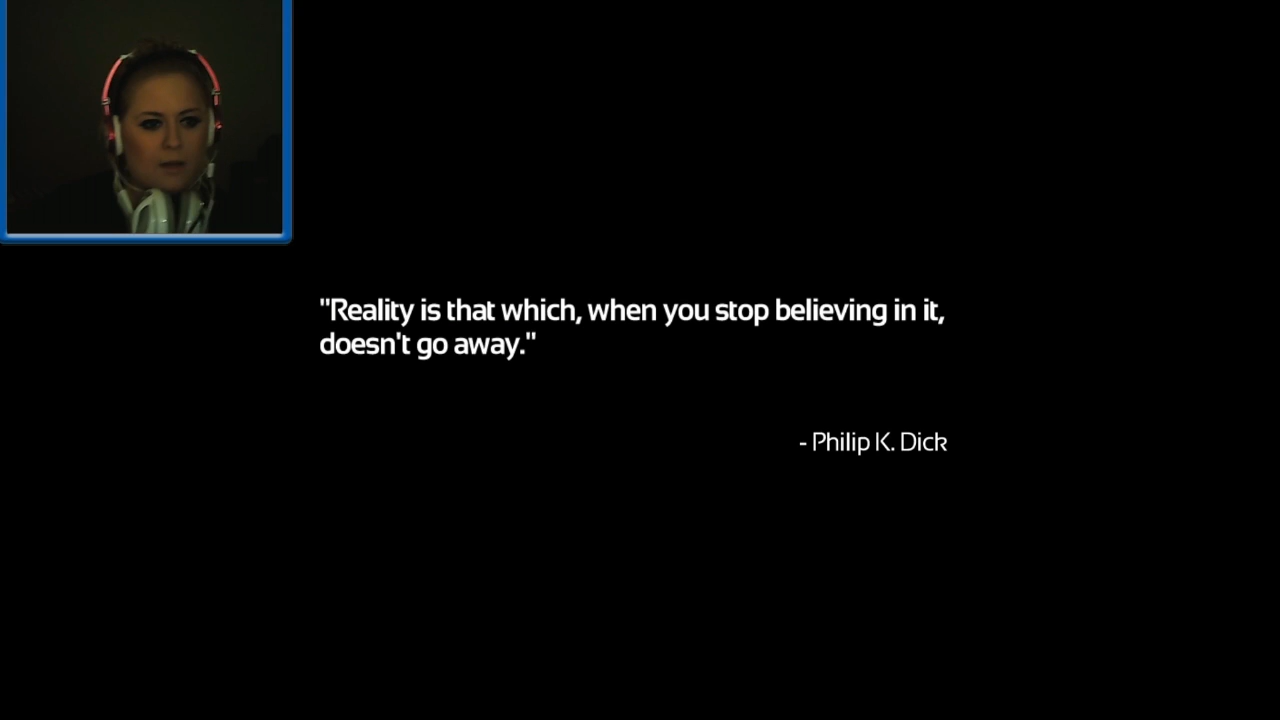 "Reality is that which, when you stop believing in it,
doesn't go away."
- Philip K. Dick